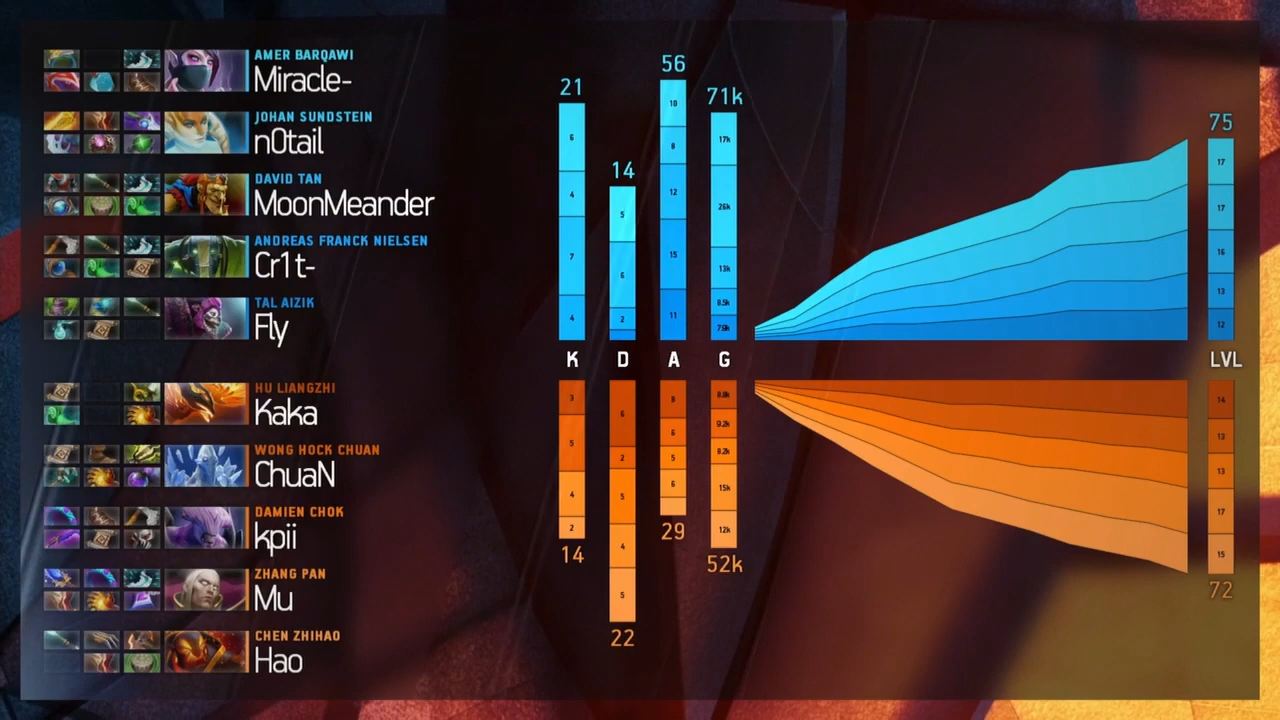 AMER BARQAWI
Miracle-
JOHAN SUNDSTEIN
n0tail
DAVID TAN
MoonMeander
ANDREAS FRANCK NIELSEN
Cr1t-
TAL AIZIK
Fly
HU LIANGZHI
Kaka
WONG HOCK CHUAN
ChuaN
DAMIEN CHOK
kpii
ZHANG PAN
Mu
CHEN ZHIHAO
Hao
21
6
4
7
4
14
5
6
2
56
10
8
12
15
11
71k
17k
26k
13k
8.5k
7.6k
75
17
17
16
13
12
K D A G LVL
3
5
4
2
14
6
2
5
4
5
22
8
6
5
6
29
8.8k
9.2k
8.2k
15k
12k
52k
14
13
13
17
15
72